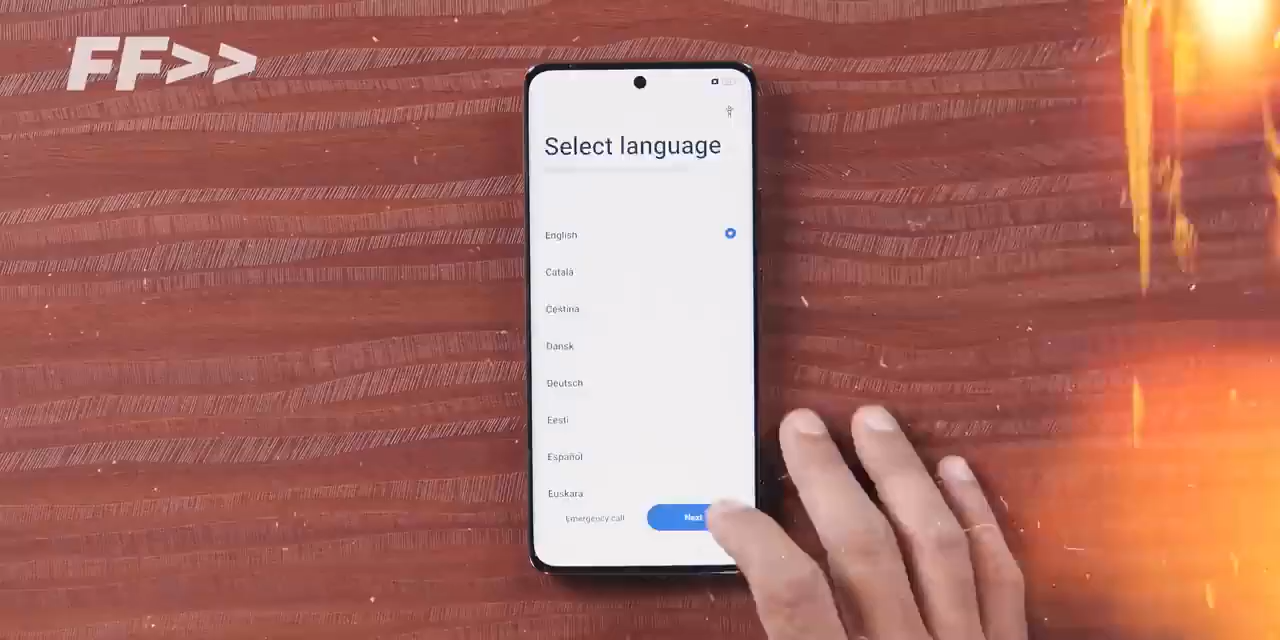 FF>>
Select language
English
Català
Čeština
Dansk
Deutsch
Eesti
Español
Euskara
Emergency call
Next